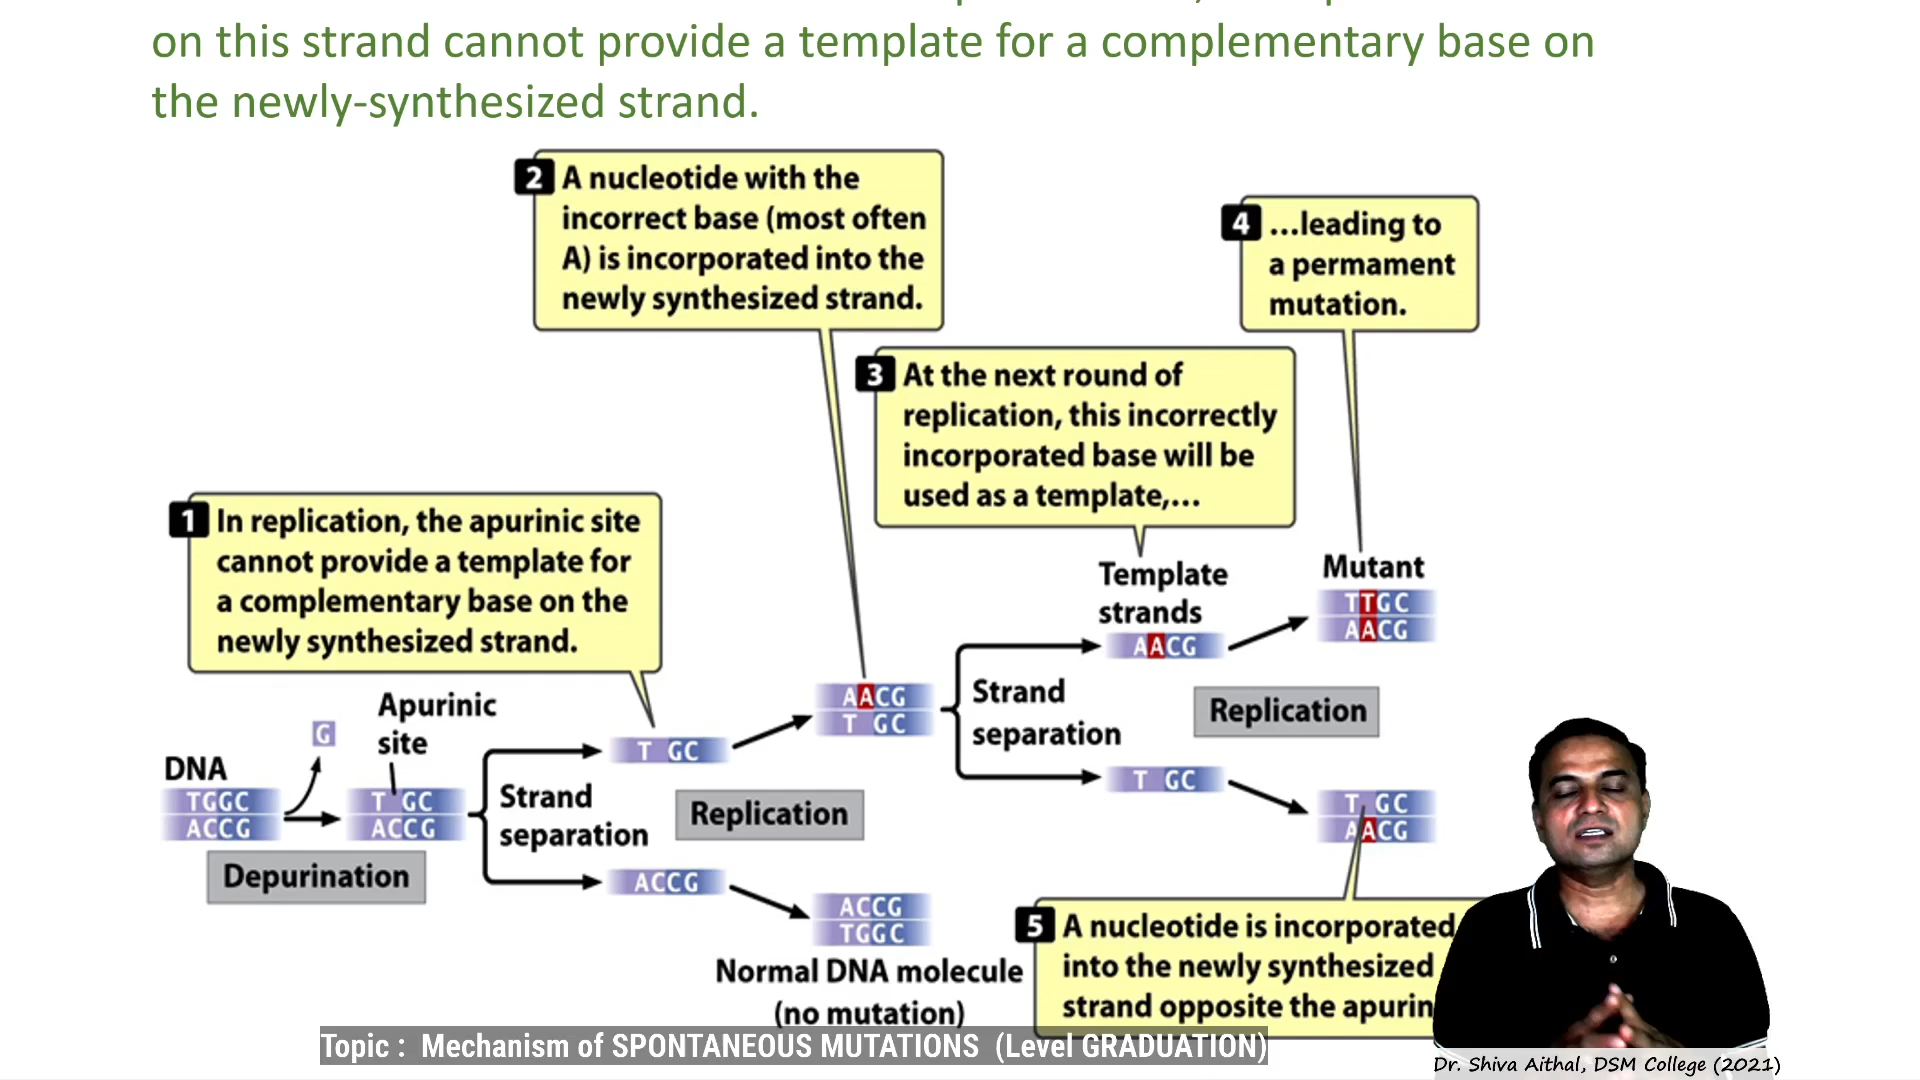 on this strand cannot provide a template for a complementary base on
the newly-synthesized strand.
2 A nucleotide with the
incorrect base (most often
A) is incorporated into the
newly synthesized strand.
4 ...leading to
a permament
mutation.
3 At the next round of
replication, this incorrectly
incorporated base will be
used as a template,...
1 In replication, the apurinic site
cannot provide a template for
a complementary base on the
newly synthesized strand.
Template
strands
Mutant
TTGC
AACG
AACG
Strand
separation
Replication
AACG
T GC
Apurinic
site
G
DNA
TGGC
ACCG
T GC
ACCG
Depurination
Strand
separation
T GC
Replication
ACCG
ACCG
TGGC
Normal DNA molecule
(no mutation)
T GC
T GC
AACG
5 A nucleotide is incorporated
into the newly synthesized
strand opposite the
Topic : Mechanism of SPONTANEOUS MUTATIONS (Level GRADUATION)
Dr. Shiva Aithal, DSM College (2021)